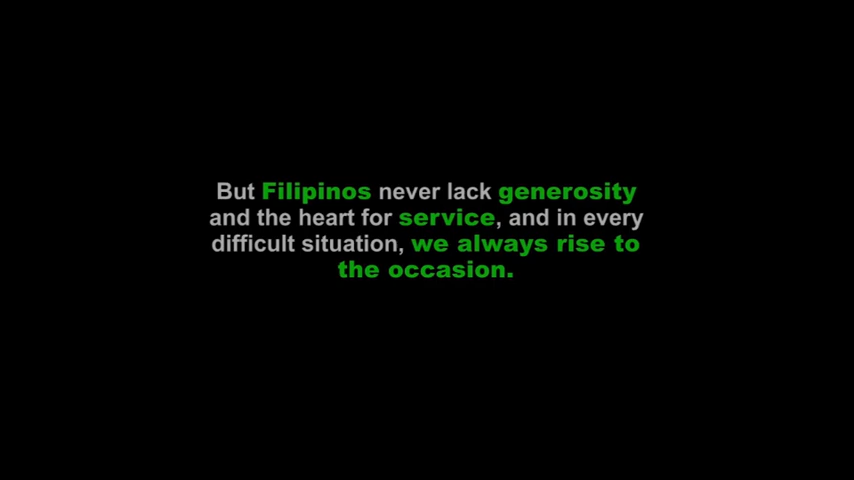 But Filipinos never lack generosity
and the heart for service, and in every
difficult situation, we always rise to
the occasion.